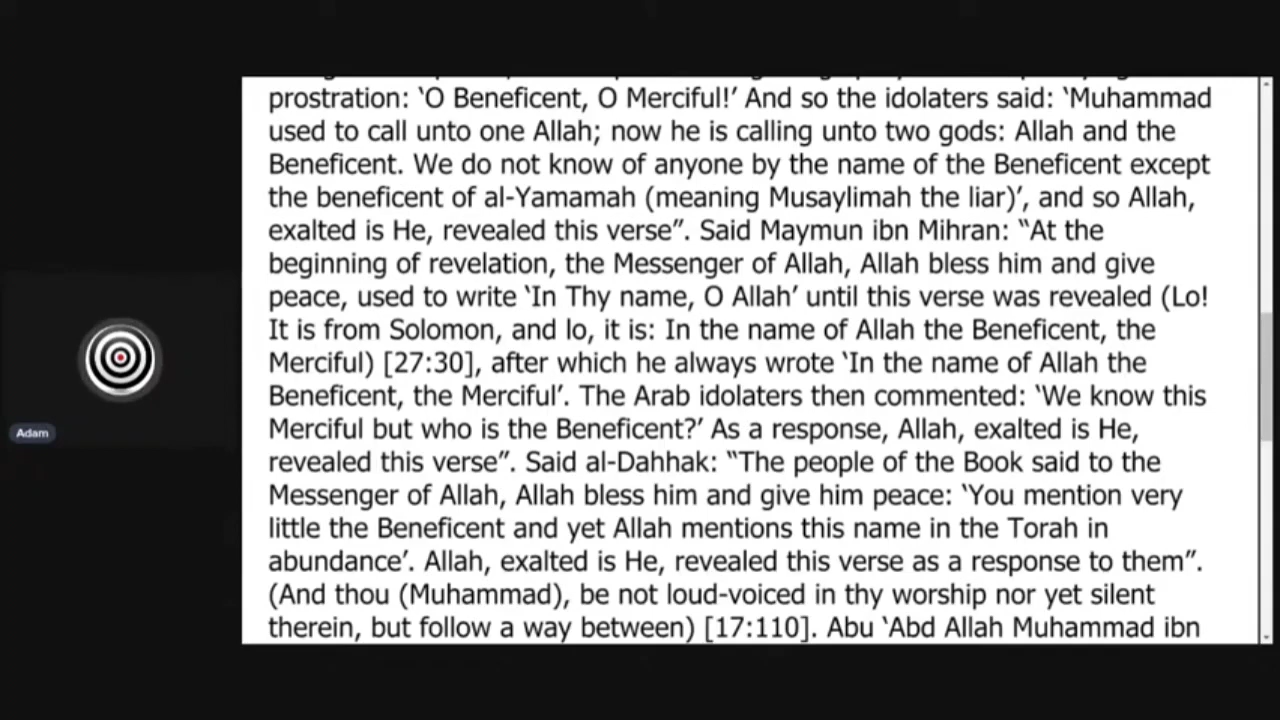 prostration: ‘O Beneficent, O Merciful!’ And so the idolaters said: ‘Muhammad
used to call unto one Allah; now he is calling unto two gods: Allah and the
Beneficent. We do not know of anyone by the name of the Beneficent except
the beneficent of al-Yamamah (meaning Musaylimah the liar)’, and so Allah,
exalted is He, revealed this verse”. Said Maymun ibn Mihran: “At the
beginning of revelation, the Messenger of Allah, Allah bless him and give
peace, used to write ‘In Thy name, O Allah’ until this verse was revealed (Lo!
It is from Solomon, and lo, it is: In the name of Allah the Beneficent, the
Merciful) [27:30], after which he always wrote ‘In the name of Allah the
Beneficent, the Merciful’. The Arab idolaters then commented: ‘We know this
Merciful but who is the Beneficent?’ As a response, Allah, exalted is He,
revealed this verse”. Said al-Dahhak: “The people of the Book said to the
Messenger of Allah, Allah bless him and give him peace: ‘You mention very
little the Beneficent and yet Allah mentions this name in the Torah in
abundance’. Allah, exalted is He, revealed this verse as a response to them”.
(And thou (Muhammad), be not loud-voiced in thy worship nor yet silent
therein, but follow a way between) [17:110]. Abu ‘Abd Allah Muhammad ibn
Adam